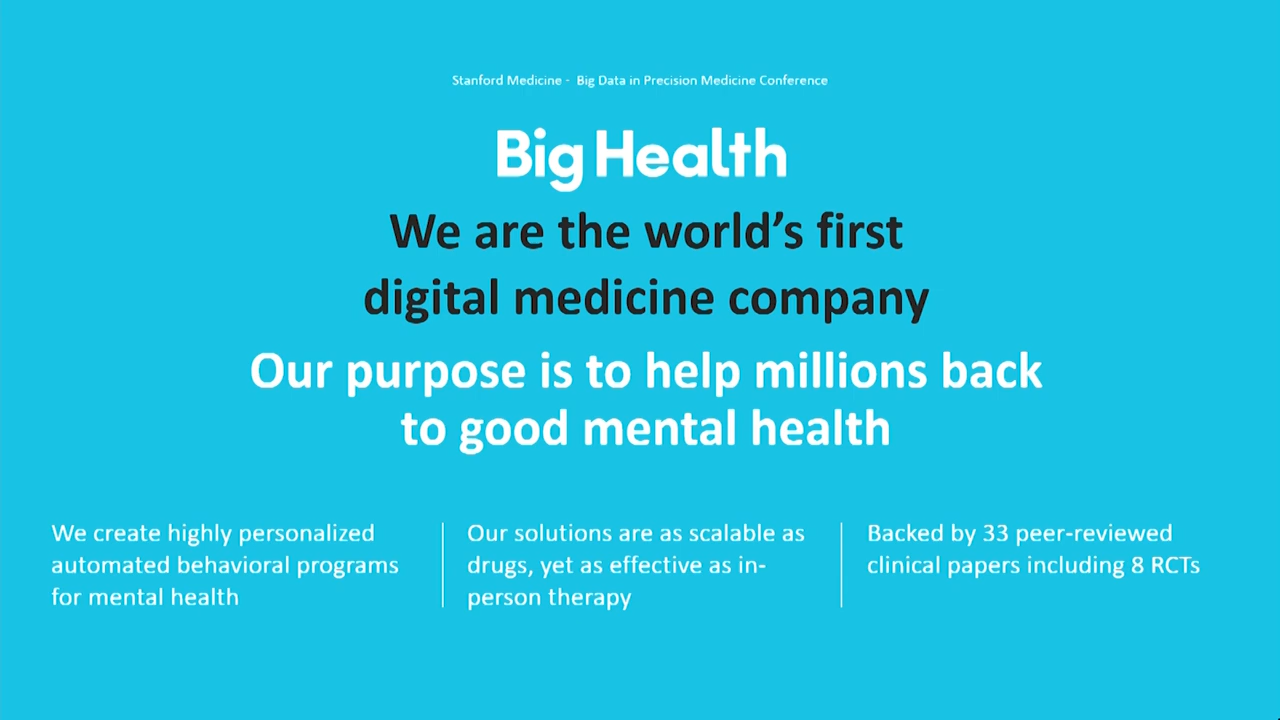 Stanford Medicine - Big Data in Precision Medicine Conference
Big Health
We are the world's first
digital medicine company
Our purpose is to help millions back
to good mental health
We create highly personalized
automated behavioral programs
for mental health
Our solutions are as scalable as
drugs, yet as effective as in-
person therapy
Backed by 33 peer-reviewed
clinical papers including 8 RCTs